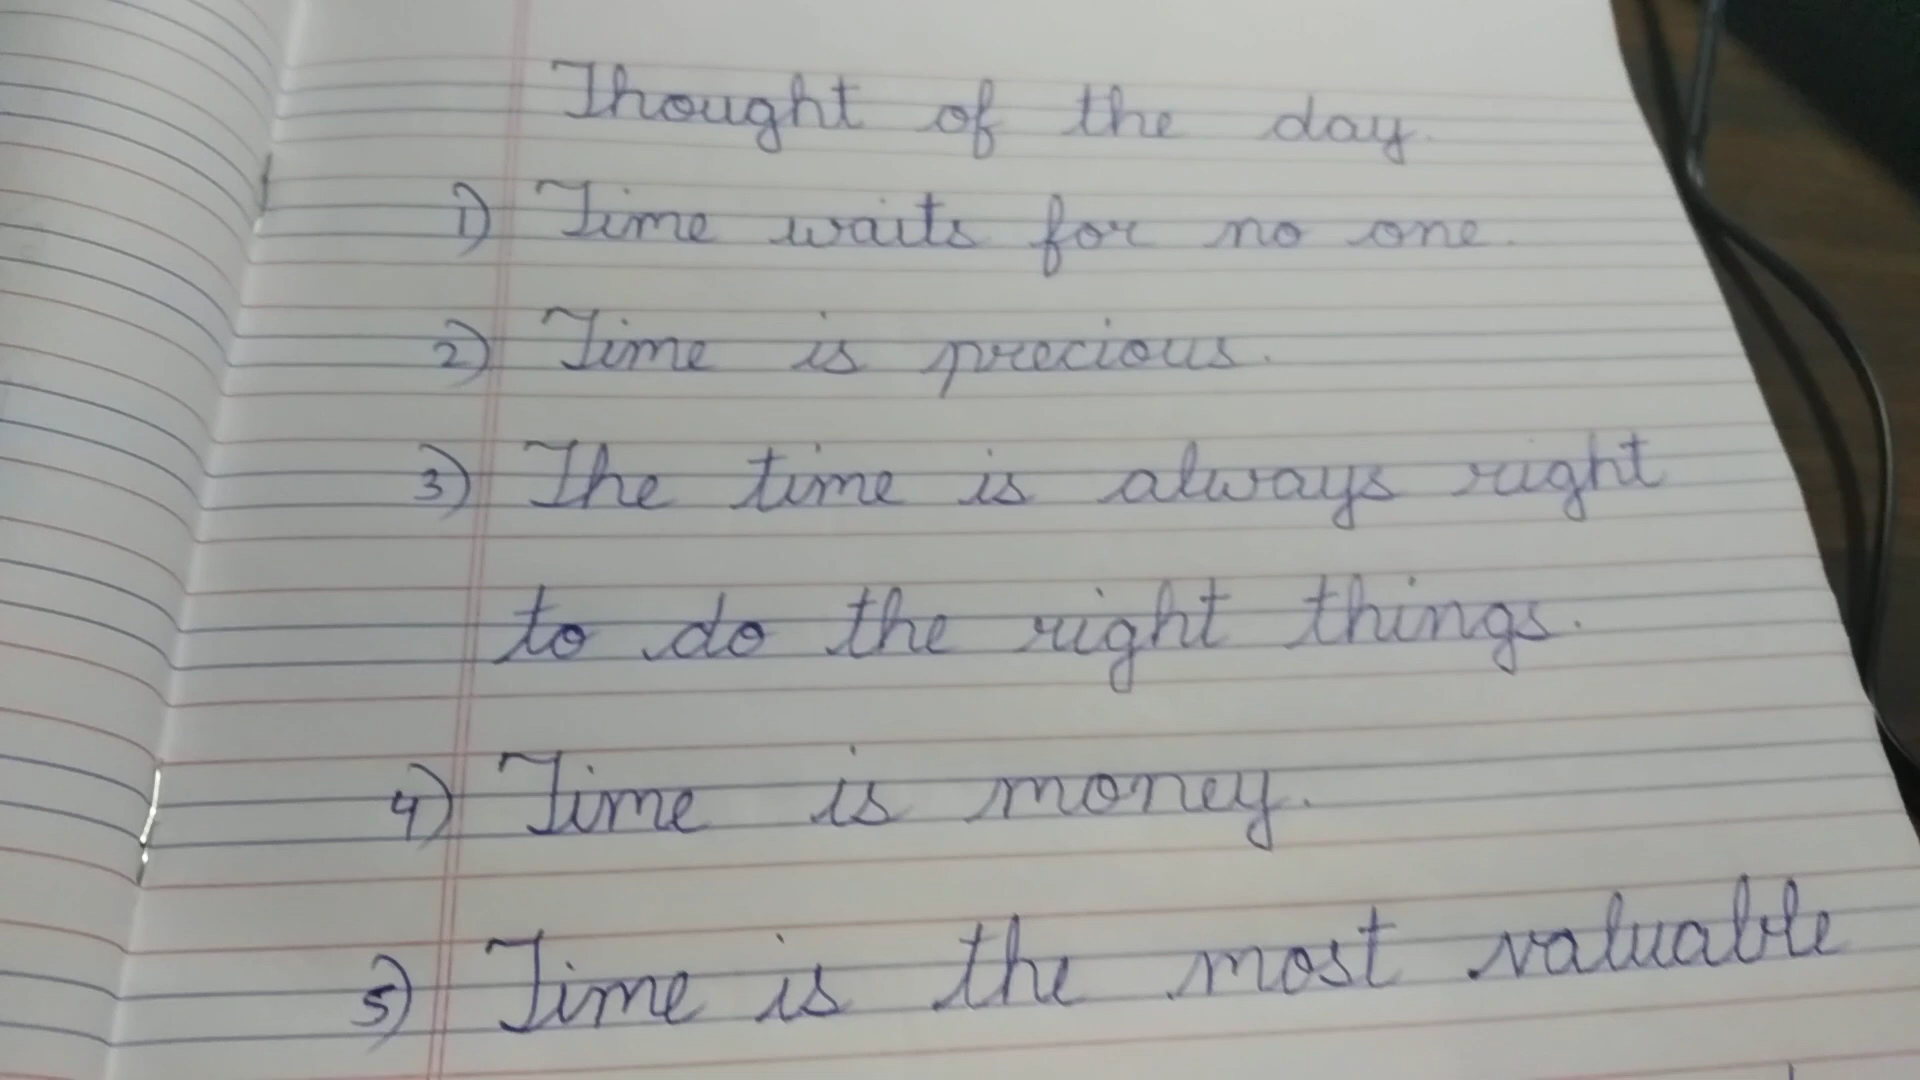 Thought of the day.
1) Time waits for no one.
2) Time is precious.
3) The time is always right
to do the right things.
4) Time is money.
5) Time is the most valuable